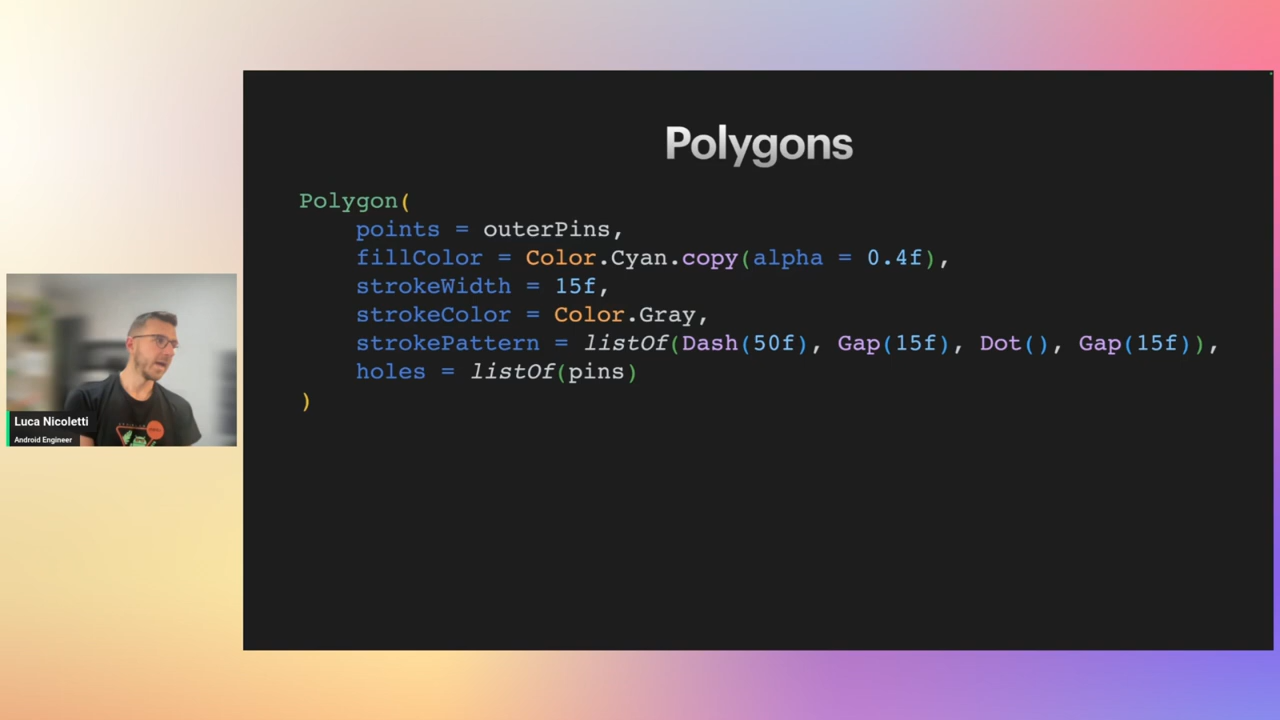 Polygons
Polygon(
    points = outerPins,
    fillColor = Color.Cyan.copy(alpha = 0.4f),
    strokeWidth = 15f,
    strokeColor = Color.Gray,
    strokePattern = listOf(Dash(50f), Gap(15f), Dot(), Gap(15f)),
    holes = listOf(pins)
)
Luca Nicoletti
Android Engineer